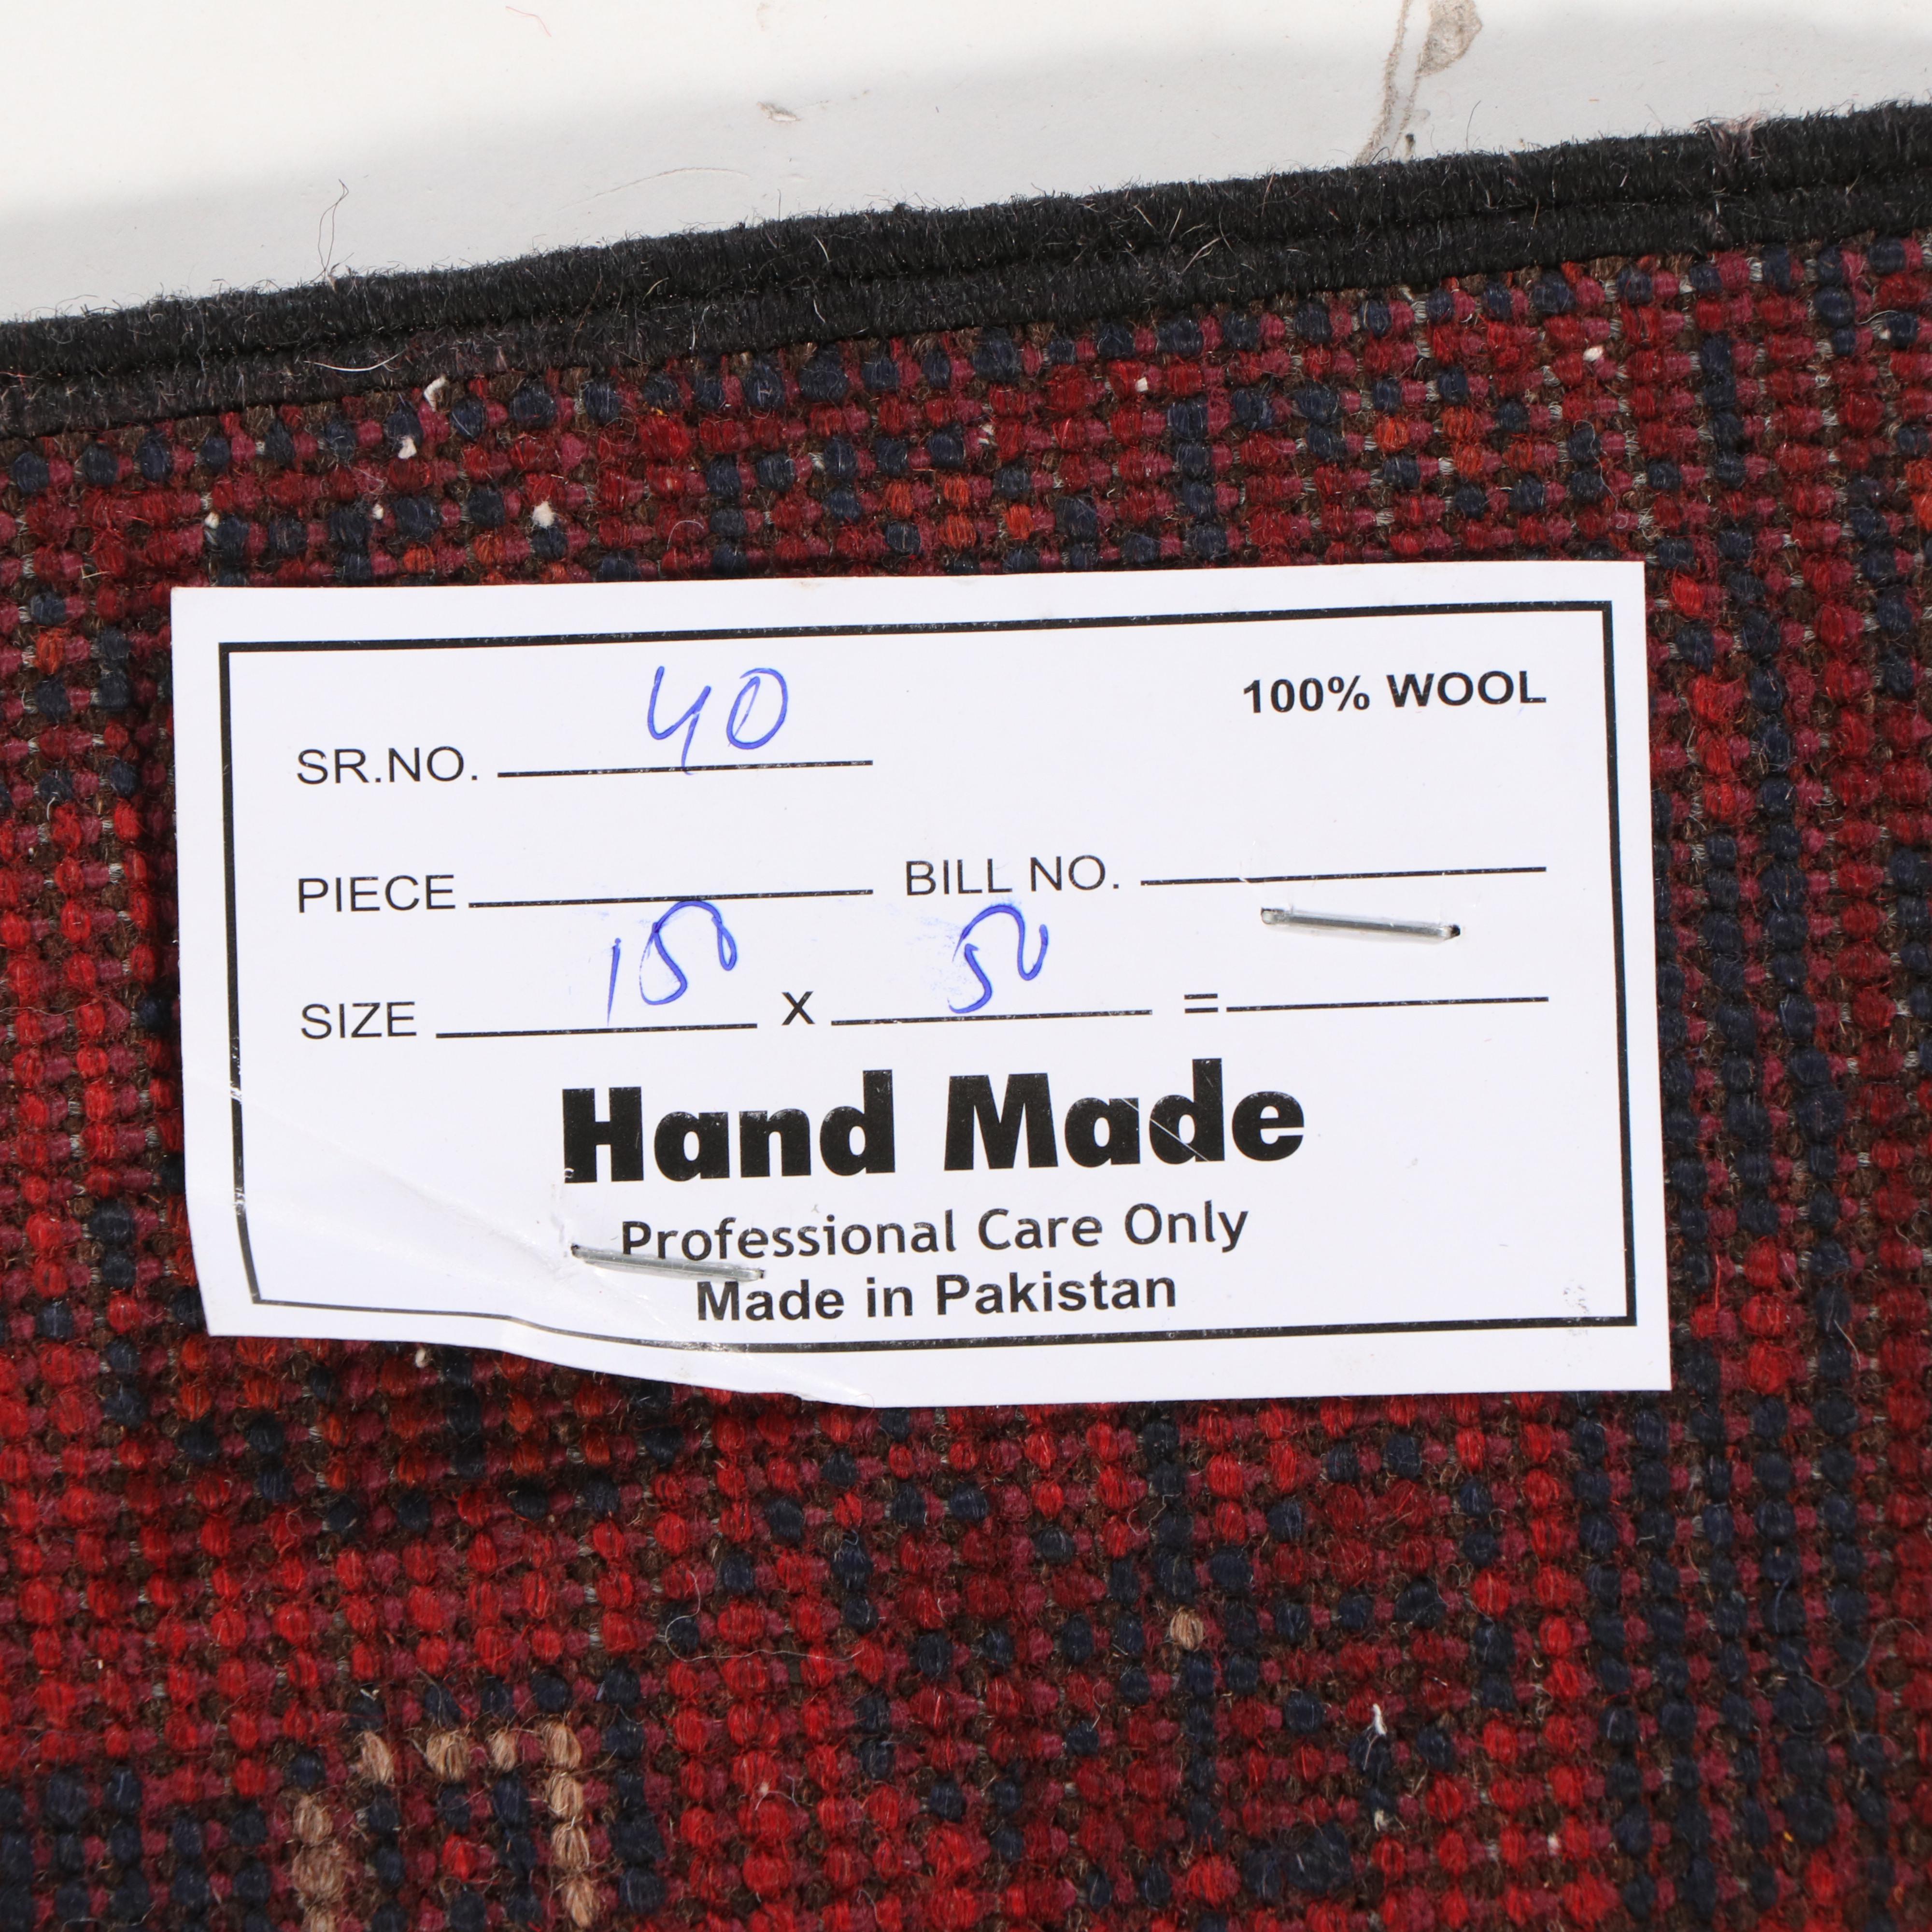 SR.NO. 40 100% WOOL
PIECE BILL NO.
SIZE 150 X 50 =
Hand Made
Professional Care Only
Made in Pakistan